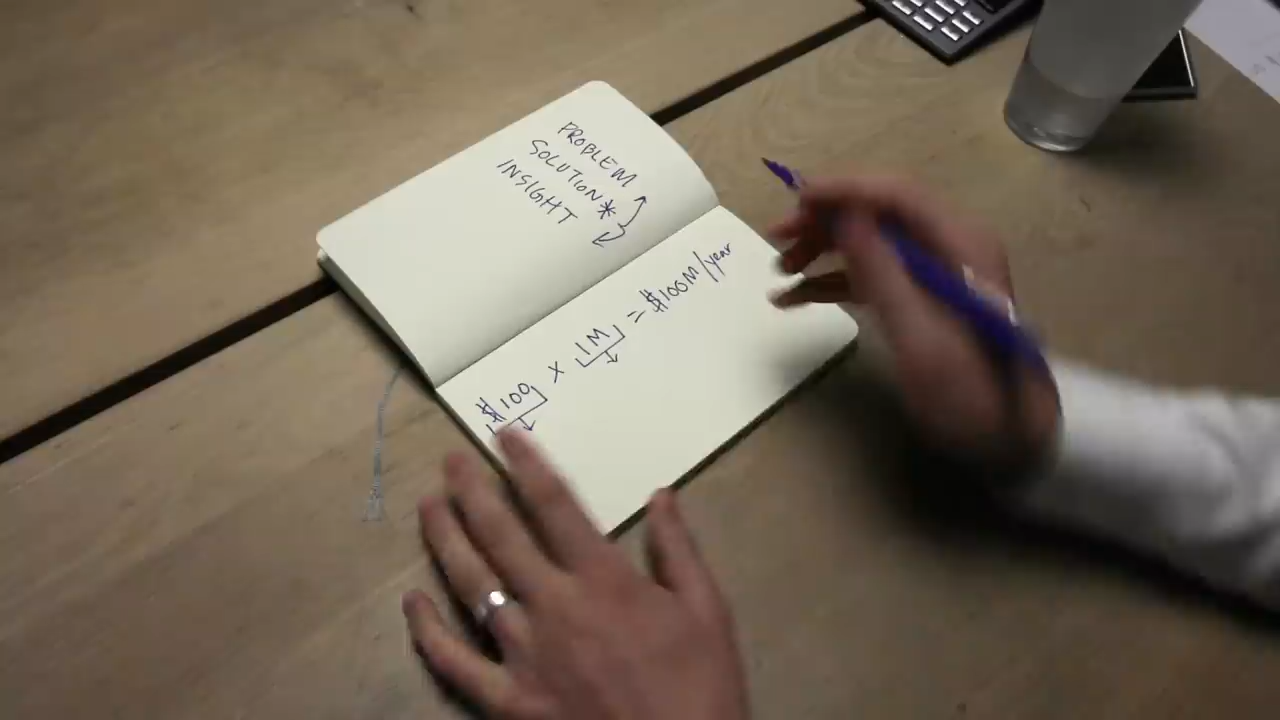 PROBLEM
SOLUTION *
INSIGHT
$100 x 1M = $100M/year